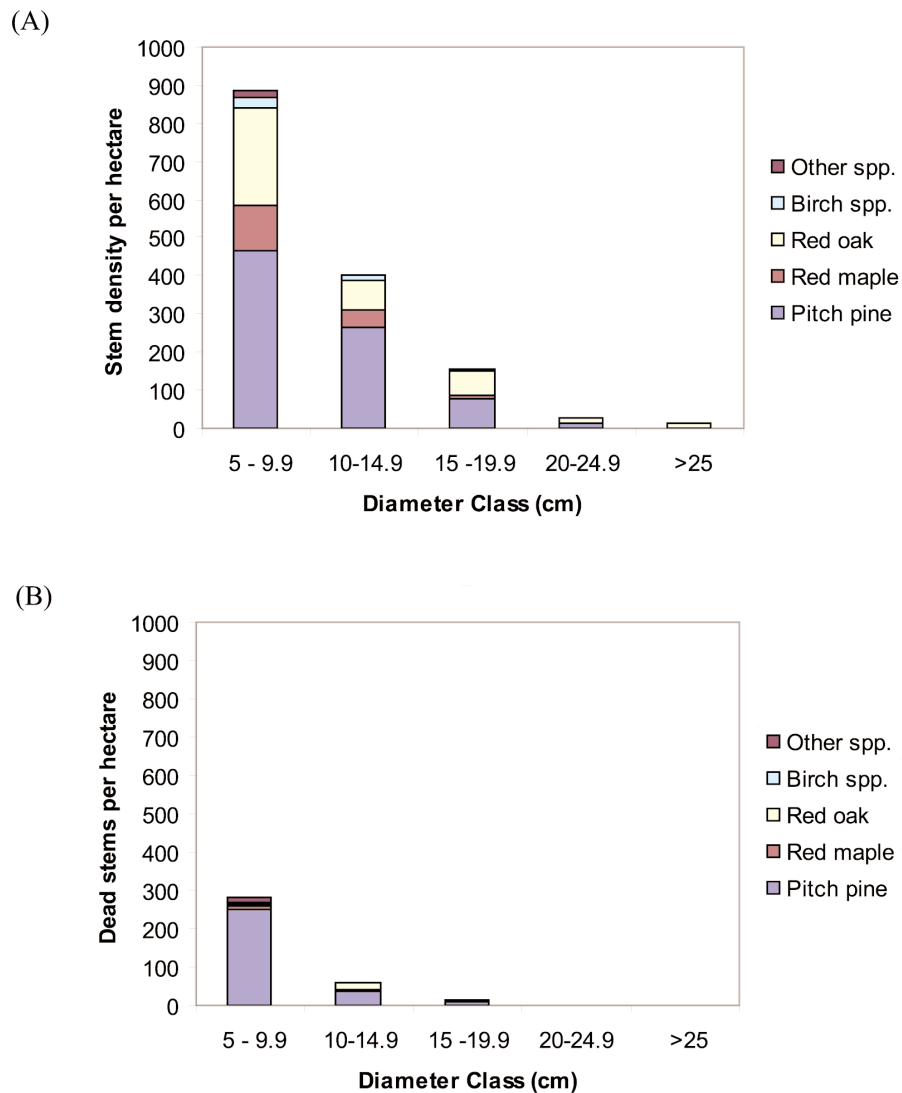 (A)
1000
900
800
700
600
500
400
300
200
100
0
Stem density per hectare
5 - 9.9 10-14.9 15 -19.9 20-24.9 >25
Diameter Class (cm)
Other spp.
Birch spp.
Red oak
Red maple
Pitch pine
(B)
1000
900
800
700
600
500
400
300
200
100
0
Dead stems per hectare
5 - 9.9 10-14.9 15 -19.9 20-24.9 >25
Diameter Class (cm)
Other spp.
Birch spp.
Red oak
Red maple
Pitch pine